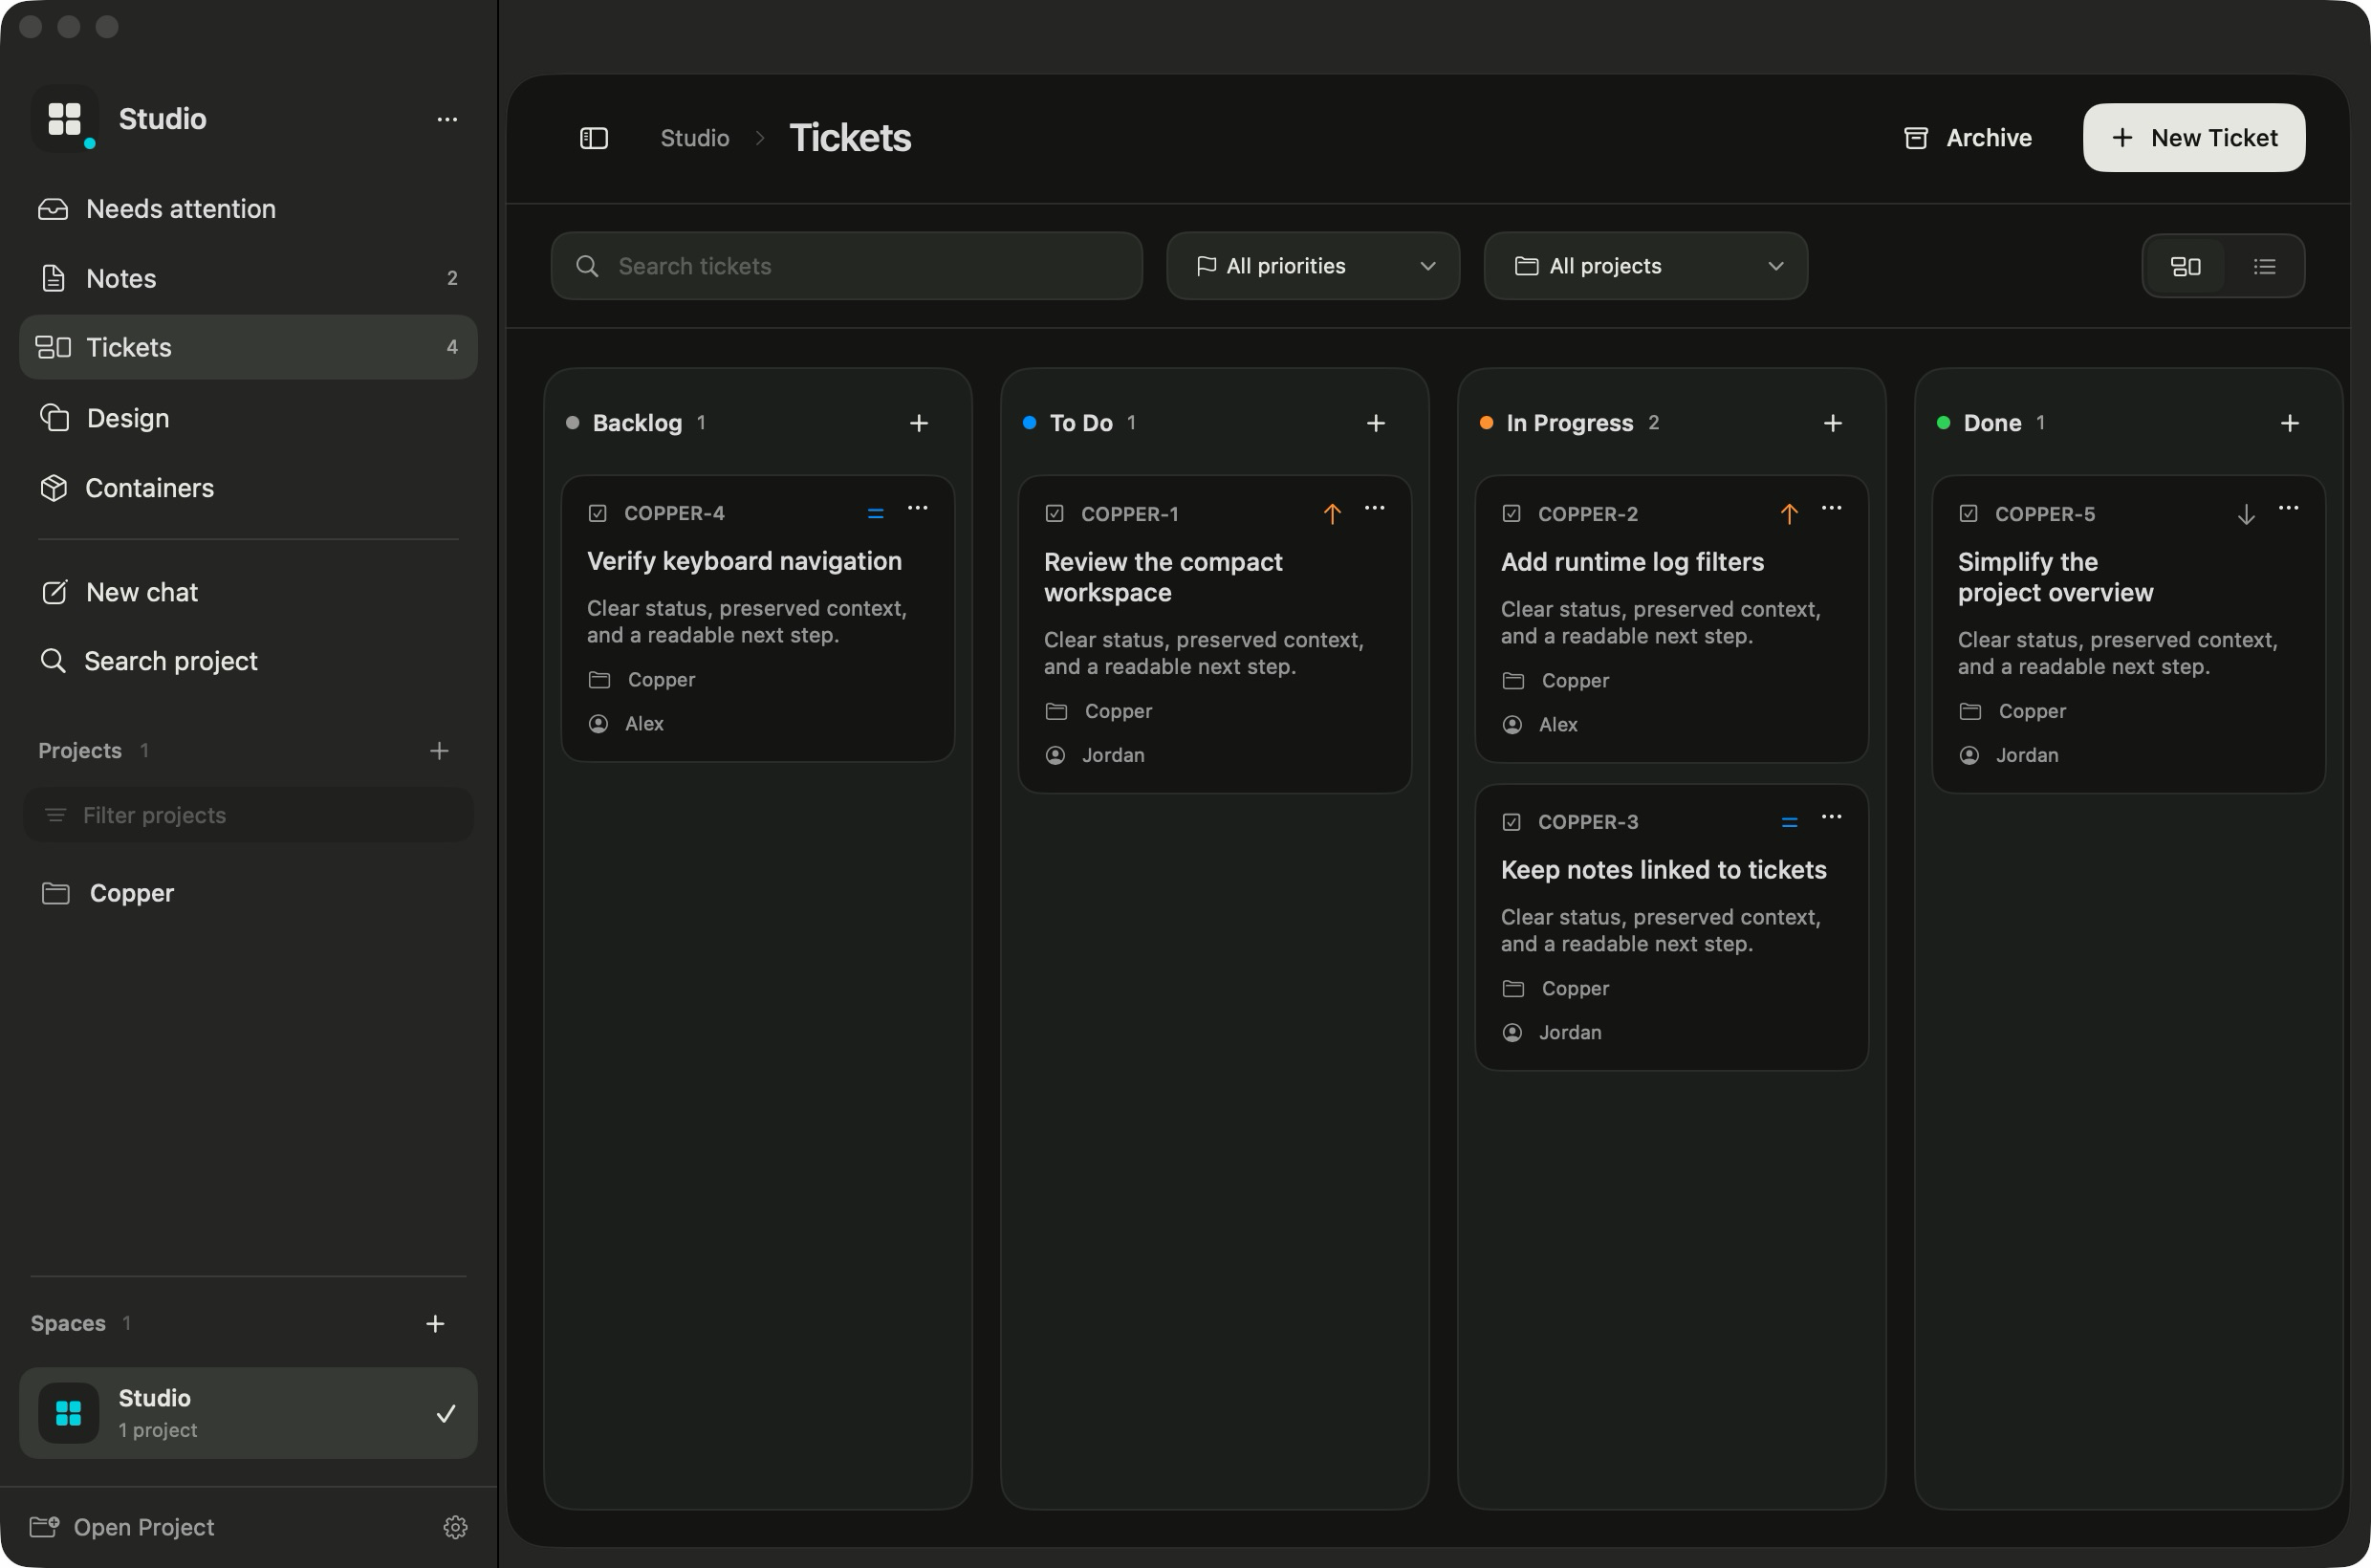 Studio
Needs attention
Notes 2
Tickets 4
Design
Containers
New chat
Search project
Projects 1
Filter projects
Copper
Spaces 1
Studio
1 project
Open Project
Studio
Tickets
Archive
New Ticket
Search tickets
All priorities
All projects
Backlog 1
COPPER-4
Verify keyboard navigation
Clear status, preserved context,
and a readable next step.
Copper
Alex
To Do 1
COPPER-1
Review the compact
workspace
Clear status, preserved context,
and a readable next step.
Copper
Jordan
In Progress 2
COPPER-2
Add runtime log filters
Clear status, preserved context,
and a readable next step.
Copper
Alex
COPPER-3
Keep notes linked to tickets
Clear status, preserved context,
and a readable next step.
Copper
Jordan
Done 1
COPPER-5
Simplify the
project overview
Clear status, preserved context,
and a readable next step.
Copper
Jordan